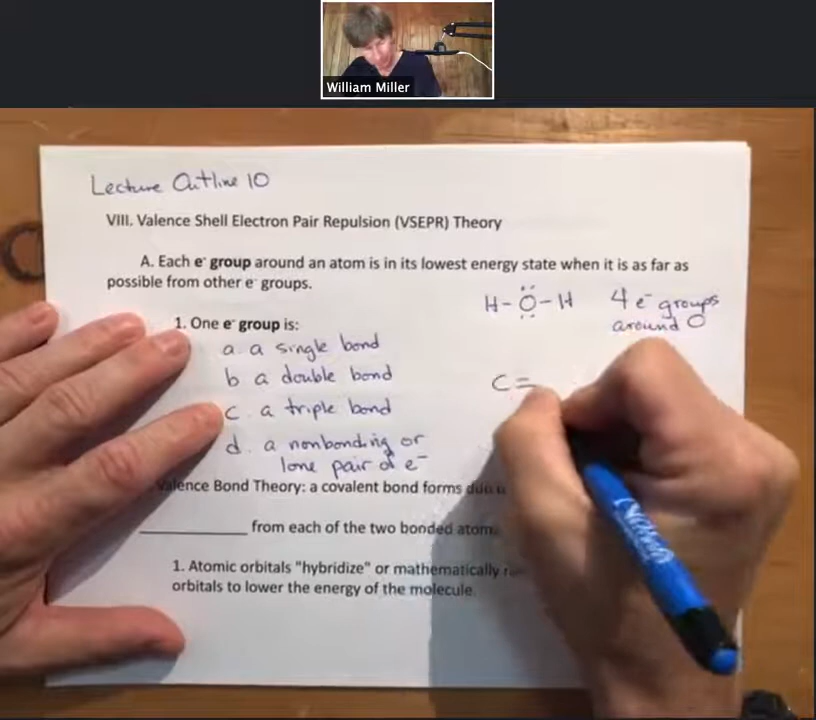 William Miller
Lecture Outline 10
VIII. Valence Shell Electron Pair Repulsion (VSEPR) Theory
A. Each e⁻ group around an atom is in its lowest energy state when it is as far as
possible from other e⁻ groups.
H-Ö-H 4 e⁻ groups
around O
1. One e⁻ group is:
a. a single bond
b a double bond
C=
c. a triple bond
d. a nonbonding or
lone pair of e⁻
Valence Bond Theory: a covalent bond forms due
__________ from each of the two bonded atom
1. Atomic orbitals "hybridize" or mathematically
orbitals to lower the energy of the molecule.